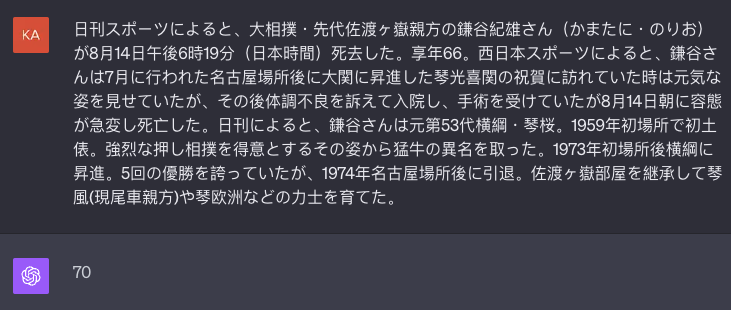 KA
日刊スポーツによると、大相撲・先代佐渡ヶ嶽親方の鎌谷紀雄さん（かまたに・のりお）
が8月14日午後6時19分（日本時間）死去した。享年66。西日本スポーツによると、鎌谷さ
んは7月に行われた名古屋場所後に大関に昇進した琴光喜関の祝賀に訪れていた時は元気な
姿を見せていたが、その後体調不良を訴えて入院し、手術を受けていたが8月14日朝に容態
が急変し死亡した。日刊によると、鎌谷さんは元第53代横綱・琴桜。1959年初場所で初土
俵。強烈な押し相撲を得意とするその姿から猛牛の異名を取った。1973年初場所後横綱に
昇進。5回の優勝を誇っていたが、1974年名古屋場所後に引退。佐渡ヶ嶽部屋を継承して琴
風(現尾車親方)や琴欧洲などの力士を育てた。
70